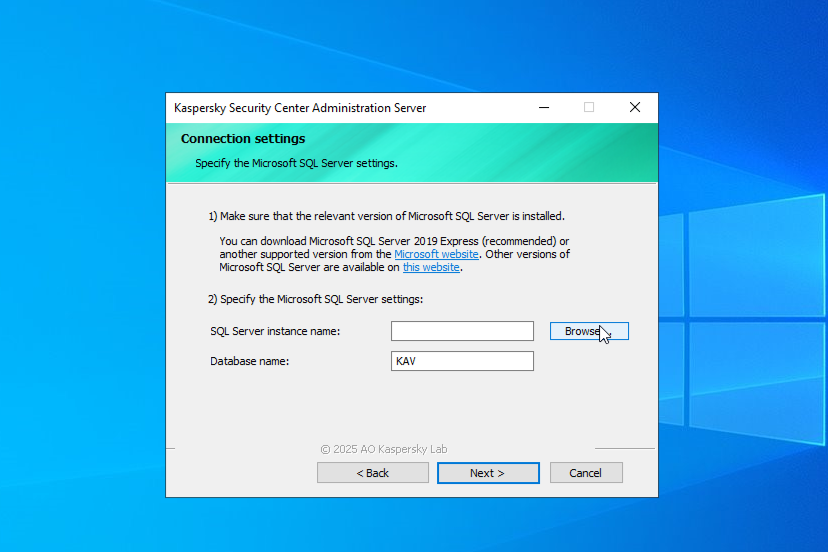 Kaspersky Security Center Administration Server
Connection settings
Specify the Microsoft SQL Server settings.
1) Make sure that the relevant version of Microsoft SQL Server is installed.
You can download Microsoft SQL Server 2019 Express (recommended) or
another supported version from the Microsoft website. Other versions of
Microsoft SQL Server are available on this website.
2) Specify the Microsoft SQL Server settings:
SQL Server instance name:
Browse...
Database name:
KAV
© 2025 AO Kaspersky Lab
< Back
Next >
Cancel